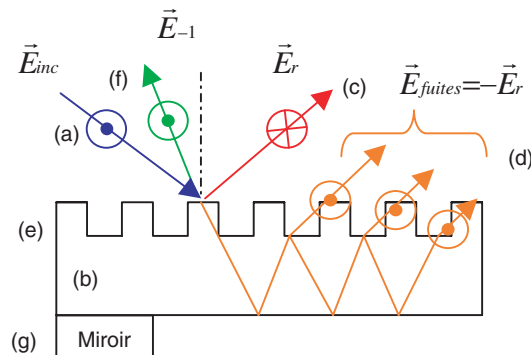 E⃗₋₁
E⃗inc
(f)
E⃗r
(c)
E⃗fuites=−E⃗r
(a)
(d)
(e)
(b)
(g)
Miroir